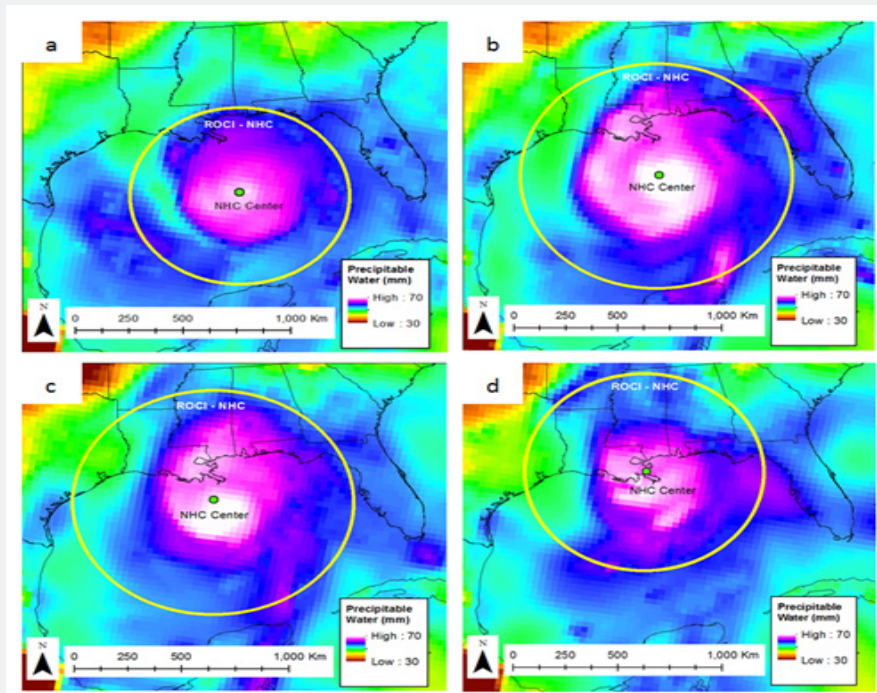 a
ROCI - NHC
NHC Center
Precipitable
Water (mm)
High : 70
Low : 30
N
0 250 500 1,000 Km
b
ROCI - NHC
NHC Center
Precipitable
Water (mm)
High : 70
Low : 30
N
0 250 500 1,000 Km
c
ROCI - NHC
NHC Center
Precipitable
Water (mm)
High : 70
Low : 30
N
0 250 500 1,000 Km
d
ROCI - NHC
NHC Center
Precipitable
Water (mm)
High : 70
Low : 30
N
0 250 500 1,000 Km